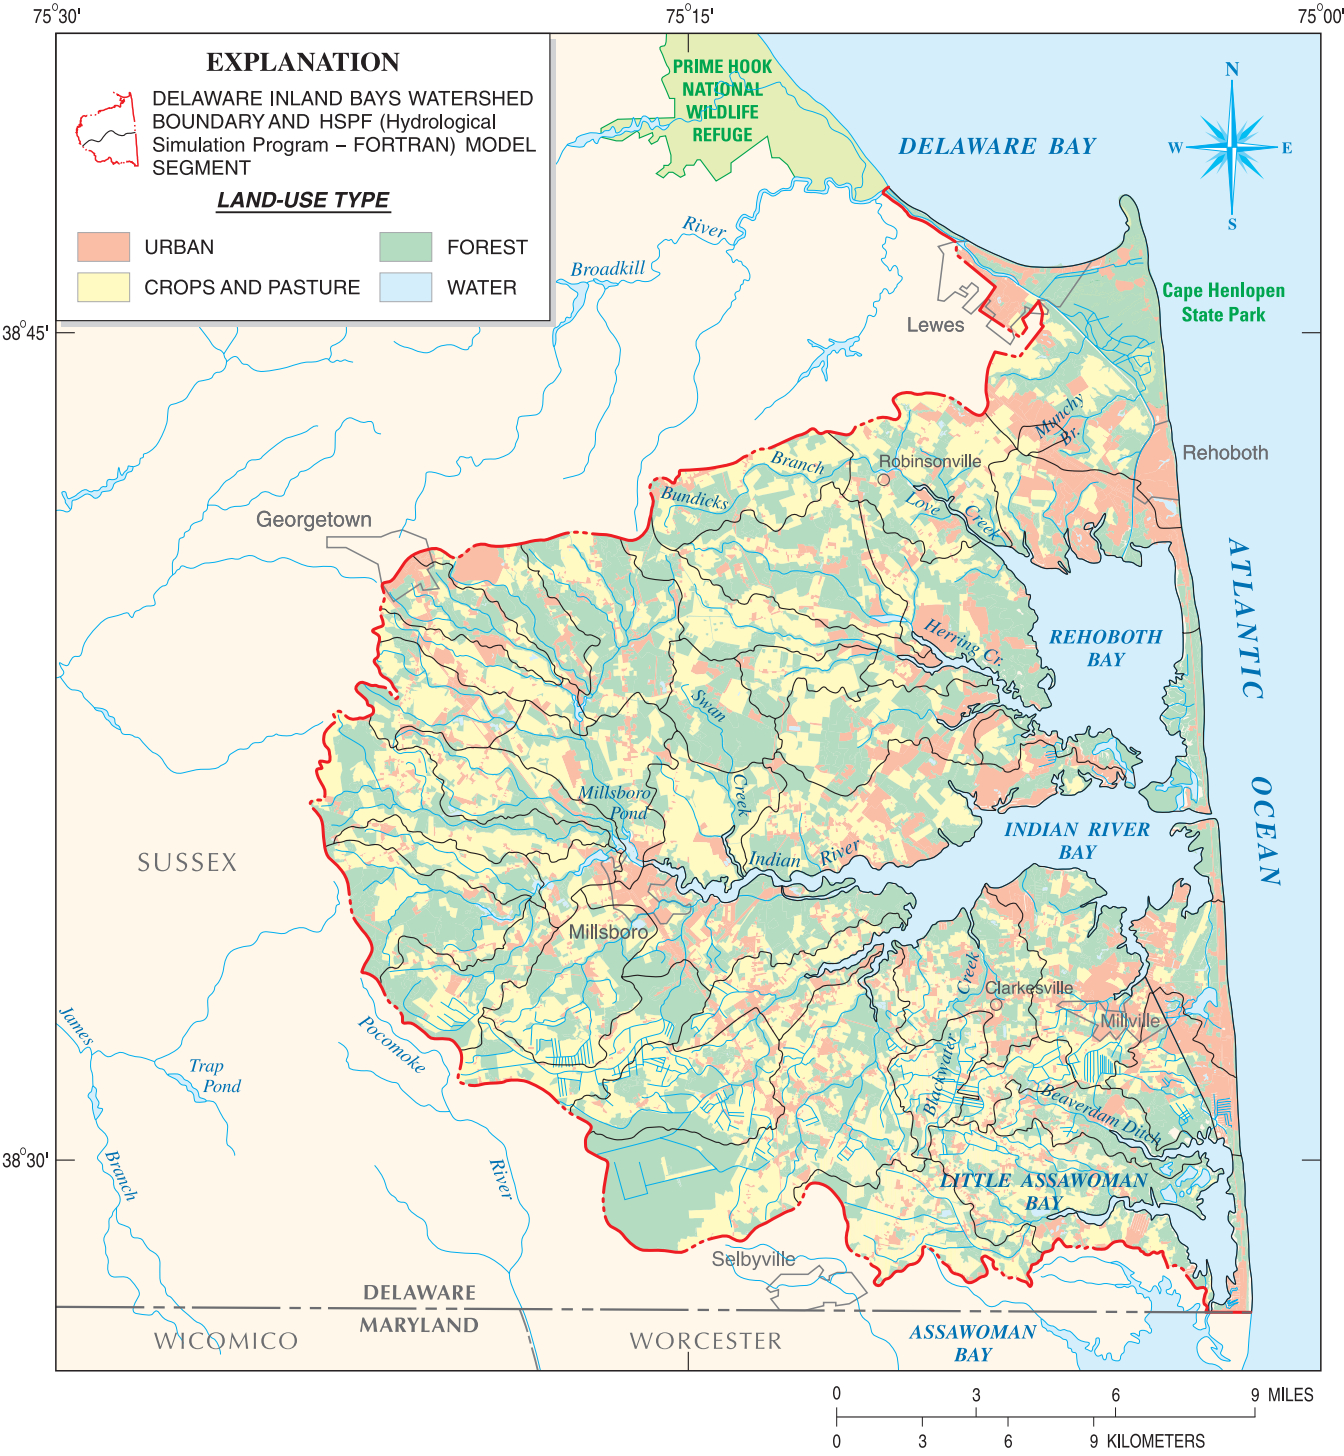 75°30'
75°15'
75°00'
EXPLANATION
DELAWARE INLAND BAYS WATERSHED
BOUNDARY AND HSPF (Hydrological
Simulation Program – FORTRAN) MODEL
SEGMENT
LAND-USE TYPE
URBAN
FOREST
CROPS AND PASTURE
WATER
PRIME HOOK
NATIONAL
WILDLIFE
REFUGE
DELAWARE BAY
N
W
E
S
River
Broadkill
Cape Henlopen
State Park
Lewes
38°45'
Munchy
Br.
Rehoboth
Branch
Robinsonville
Bundicks
Love
Creek
Georgetown
ATLANTIC
OCEAN
Herring Cr.
REHOBOTH
BAY
Swan
Creek
Millsboro
Pond
INDIAN RIVER
BAY
Indian
River
SUSSEX
Millsboro
Creek
Clarkesville
Millville
James
Pocomoke
Trap
Pond
Blackwater
Beaverdam Ditch
38°30'
Branch
River
LITTLE ASSAWOMAN
BAY
Selbyville
DELAWARE
MARYLAND
WICOMICO
WORCESTER
ASSAWOMAN
BAY
0
3
6
9 MILES
0
3
6
9 KILOMETERS